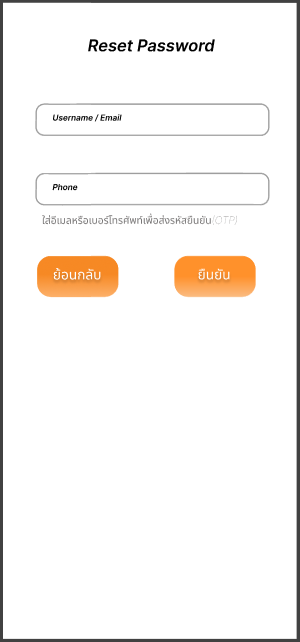 Reset Password
Username / Email
Phone
ใส่อิเมลหรือเบอร์โทรศัพท์เพื่อส่งรหัสยืนยัน(OTP)
ย้อนกลับ
ยืนยัน